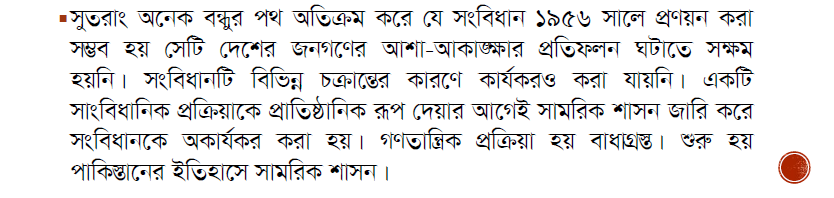 সুতরাং অনেক বন্ধুর পথ অতিক্রম করে যে সংবিধান ১৯৫৬ সালে প্রণয়ন করা
সম্ভব হয় সেটি দেশের জনগণের আশা-আকাঙ্ক্ষার প্রতিফলন ঘটাতে সক্ষম
হয়নি। সংবিধানটি বিভিন্ন চক্রান্তের কারণে কার্যকরও করা যায়নি। একটি
সাংবিধানিক প্রক্রিয়াকে প্রাতিষ্ঠানিক রূপ দেয়ার আগেই সামরিক শাসন জারি করে
সংবিধানকে অকার্যকর করা হয়। গণতান্ত্রিক প্রক্রিয়া হয় বাধাগ্রস্ত। শুরু হয়
পাকিস্তানের ইতিহাসে সামরিক শাসন।